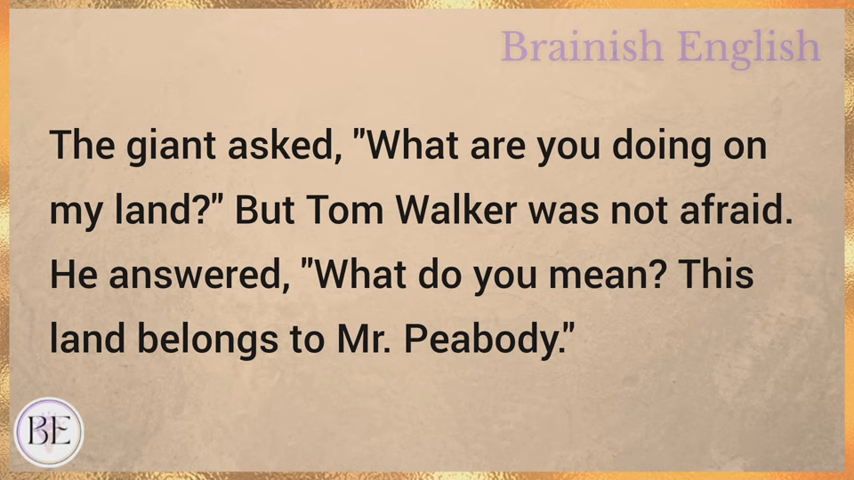 Brainish English
The giant asked, "What are you doing on
my land?" But Tom Walker was not afraid.
He answered, "What do you mean? This
land belongs to Mr. Peabody."
BE